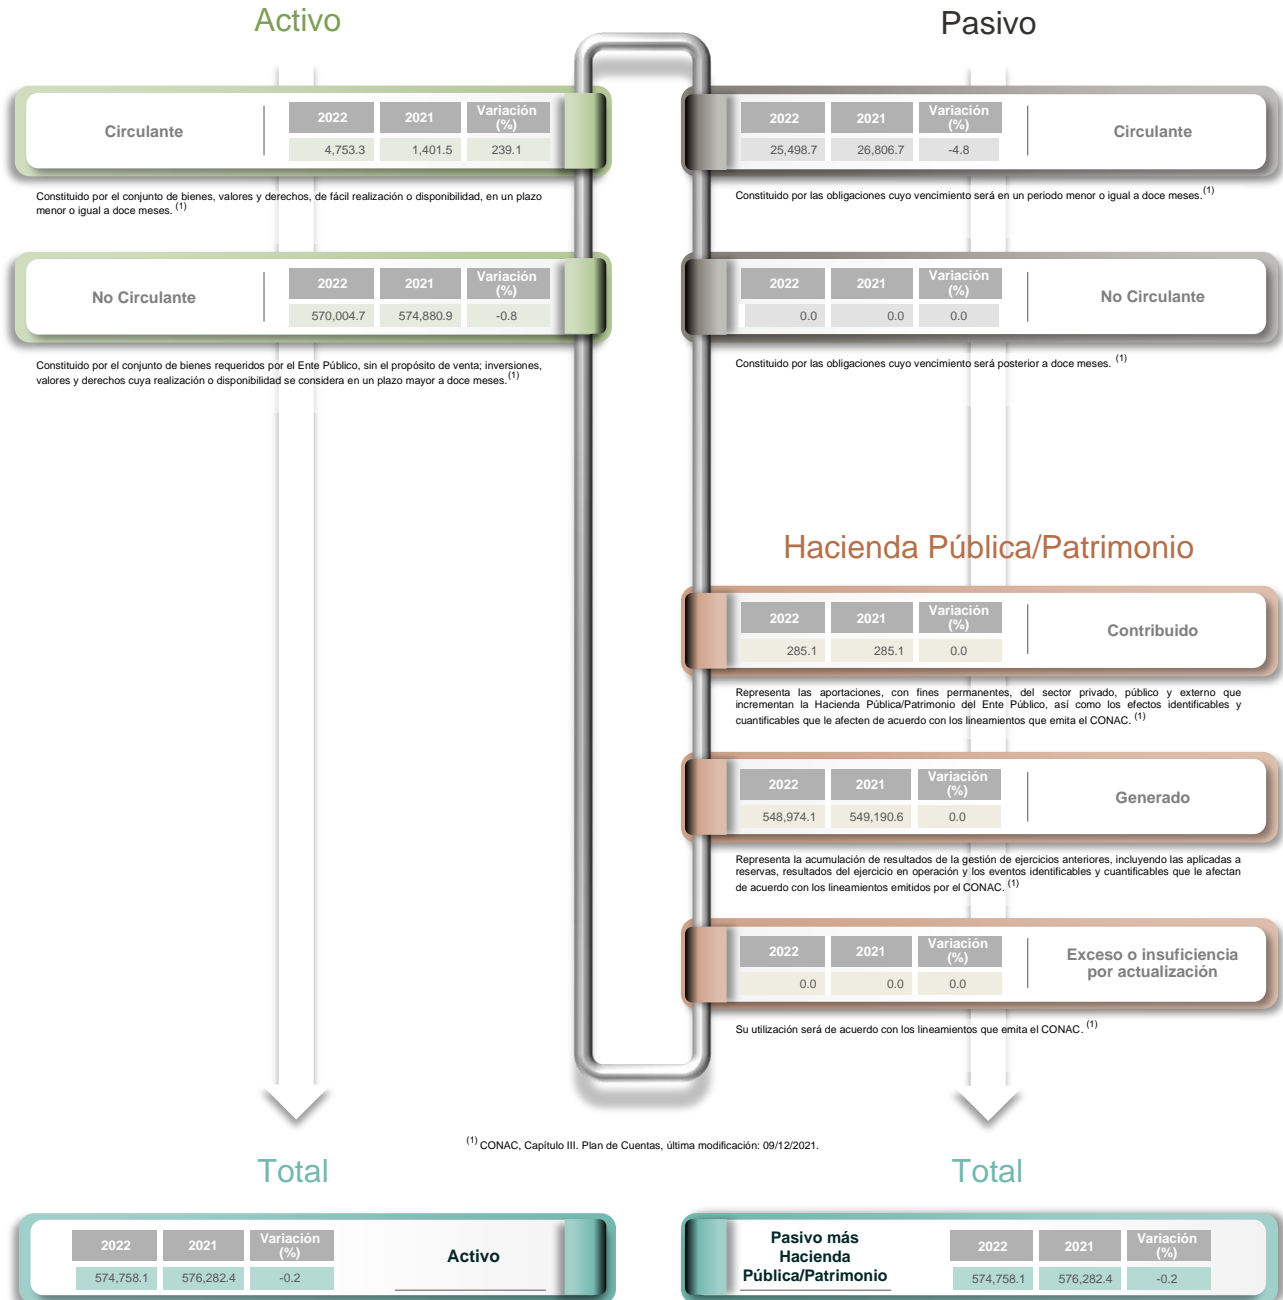 Activo
Circulante
2022 2021 Variación (%)
4,753.3 1,401.5 239.1
Constituido por el conjunto de bienes, valores y derechos, de fácil realización o disponibilidad, en un plazo
menor o igual a doce meses. (1)
No Circulante
2022 2021 Variación (%)
570,004.7 574,880.9 -0.8
Constituido por el conjunto de bienes requeridos por el Ente Público, sin el propósito de venta; inversiones,
valores y derechos cuya realización o disponibilidad se considera en un plazo mayor a doce meses. (1)
Pasivo
2022 2021 Variación (%)
25,498.7 26,806.7 -4.8
Circulante
Constituido por las obligaciones cuyo vencimiento será en un periodo menor o igual a doce meses. (1)
2022 2021 Variación (%)
0.0 0.0 0.0
No Circulante
Constituido por las obligaciones cuyo vencimiento será posterior a doce meses. (1)
Hacienda Pública/Patrimonio
2022 2021 Variación (%)
285.1 285.1 0.0
Contribuido
Representa las aportaciones, con fines permanentes, del sector privado, público y externo que
incrementan la Hacienda Pública/Patrimonio del Ente Público, así como los efectos identificables y
cuantificables que le afecten de acuerdo con los lineamientos que emita el CONAC. (1)
2022 2021 Variación (%)
548,974.1 549,190.6 0.0
Generado
Representa la acumulación de resultados de la gestión de ejercicios anteriores, incluyendo las aplicadas a
reservas, resultados del ejercicio en operación y los eventos identificables y cuantificables que le afectan
de acuerdo con los lineamientos emitidos por el CONAC. (1)
2022 2021 Variación (%)
0.0 0.0 0.0
Exceso o insuficiencia
por actualización
Su utilización será de acuerdo con los lineamientos que emita el CONAC. (1)
(1) CONAC, Capítulo III. Plan de Cuentas, última modificación: 09/12/2021.
Total
2022 2021 Variación (%)
574,758.1 576,282.4 -0.2
Activo
Total
Pasivo más
Hacienda
Pública/Patrimonio
2022 2021 Variación (%)
574,758.1 576,282.4 -0.2